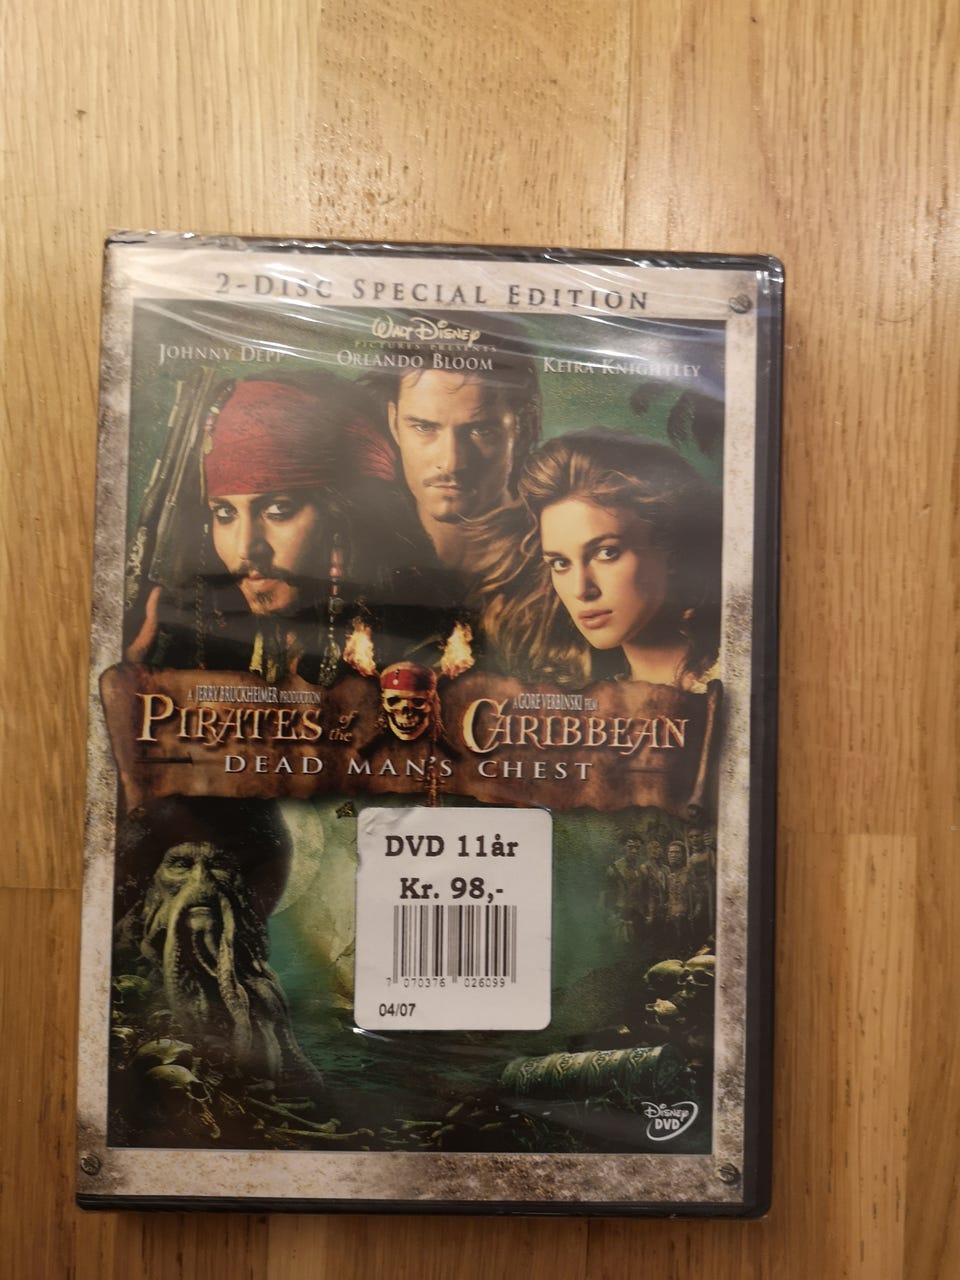 2-Disc Special Edition
Walt Disney
PICTURES PRESENTS
Johnny Depp Orlando Bloom Keira Knightley
A JERRY BRUCKHEIMER PRODUCTION A GORE VERBINSKI FILM
PIRATES of the CARIBBEAN
DEAD MAN'S CHEST
DVD 11år
Kr. 98,-
7 070376 026099
04/07
Disney
DVD